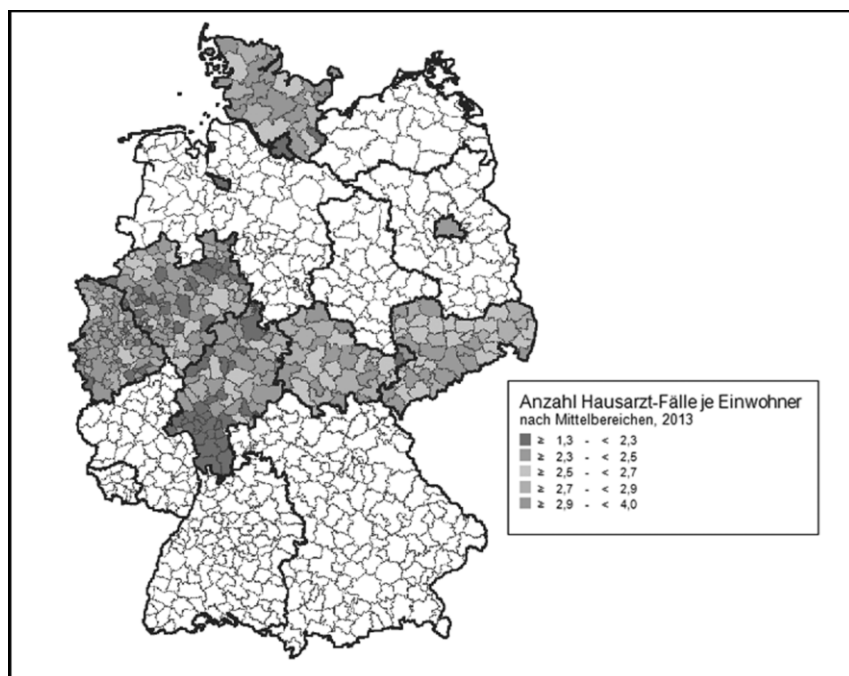 Anzahl Hausarzt-Fälle je Einwohner
nach Mittelbereichen, 2013
≥ 1,3 - < 2,3
≥ 2,3 - < 2,5
≥ 2,5 - < 2,7
≥ 2,7 - < 2,9
≥ 2,9 - < 4,0